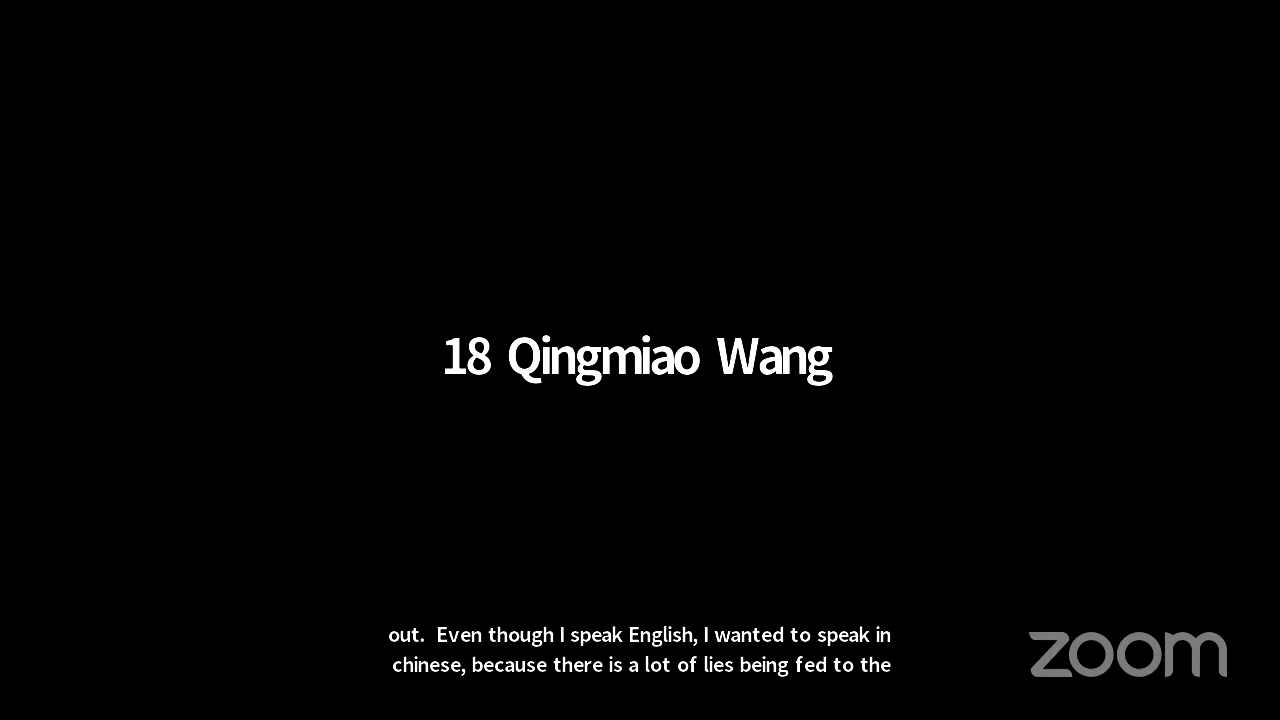 18 Qingmiao Wang
out. Even though I speak English, I wanted to speak in
chinese, because there is a lot of lies being fed to the
zoom